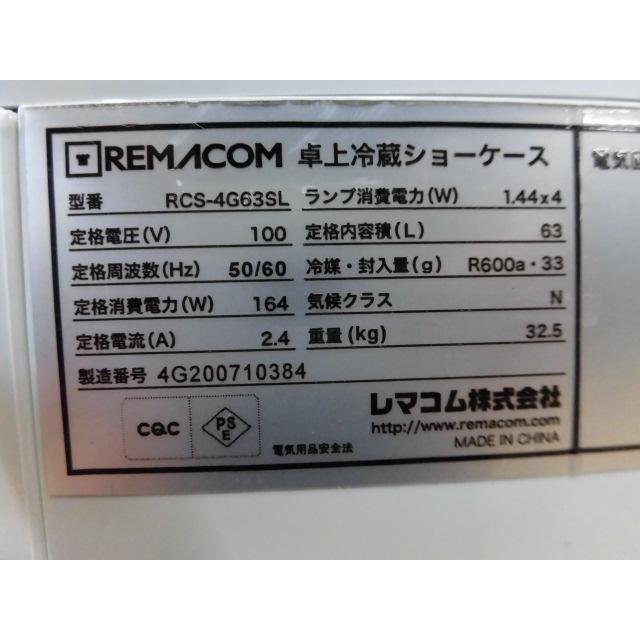 REMACOM 卓上冷蔵ショーケース
型番 RCS-4G63SL
定格電圧(V) 100
定格周波数(Hz) 50/60
定格消費電力(W) 164
定格電流(A) 2.4
製造番号 4G200710384
ランプ消費電力(W) 1.44x4
定格内容積(L) 63
冷媒・封入量(g) R600a・33
気候クラス N
重量(kg) 32.5
CQC
PS
E
電気用品安全法
レマコム株式会社
http://www.remacom.com
MADE IN CHINA
電気